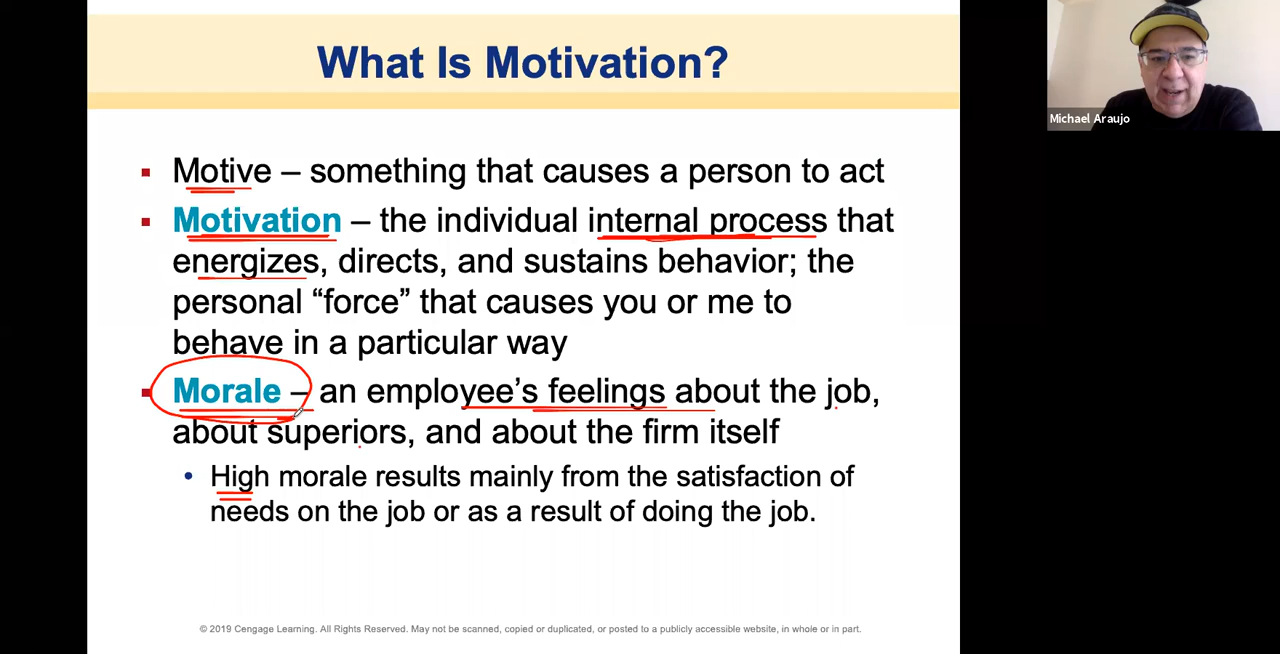 What Is Motivation?
▪ Motive – something that causes a person to act
▪ Motivation – the individual internal process that
energizes, directs, and sustains behavior; the
personal “force” that causes you or me to
behave in a particular way
▪ Morale – an employee’s feelings about the job,
about superiors, and about the firm itself
• High morale results mainly from the satisfaction of
needs on the job or as a result of doing the job.
© 2019 Cengage Learning. All Rights Reserved. May not be scanned, copied or duplicated, or posted to a publicly accessible website, in whole or in part.
Michael Araujo